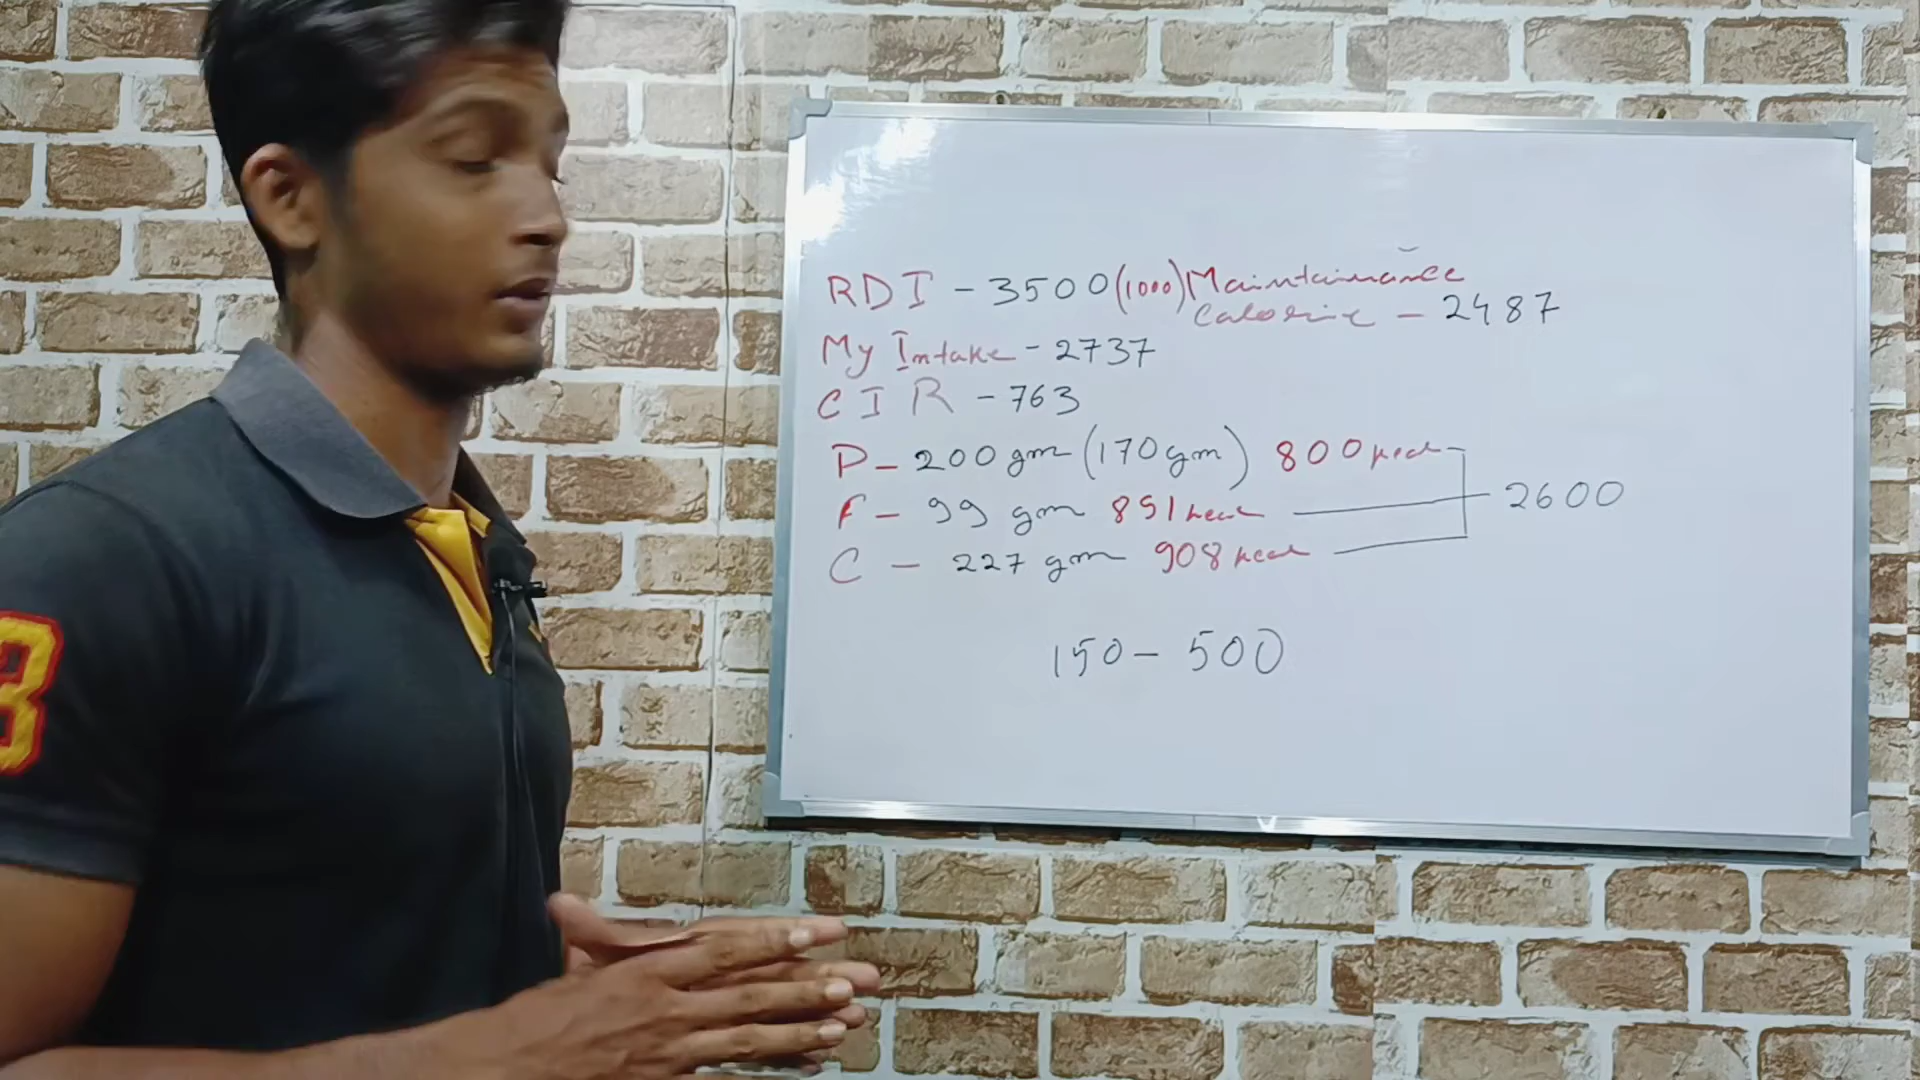 RDI - 3500 (1000) Maintainance
Calorie - 2487
My Intake - 2737
CIR - 763
P - 200 gm (170 gm) 800 kcal
F - 99 gm 891 kcal
2600
C - 227 gm 908 kcal
150 - 500
3